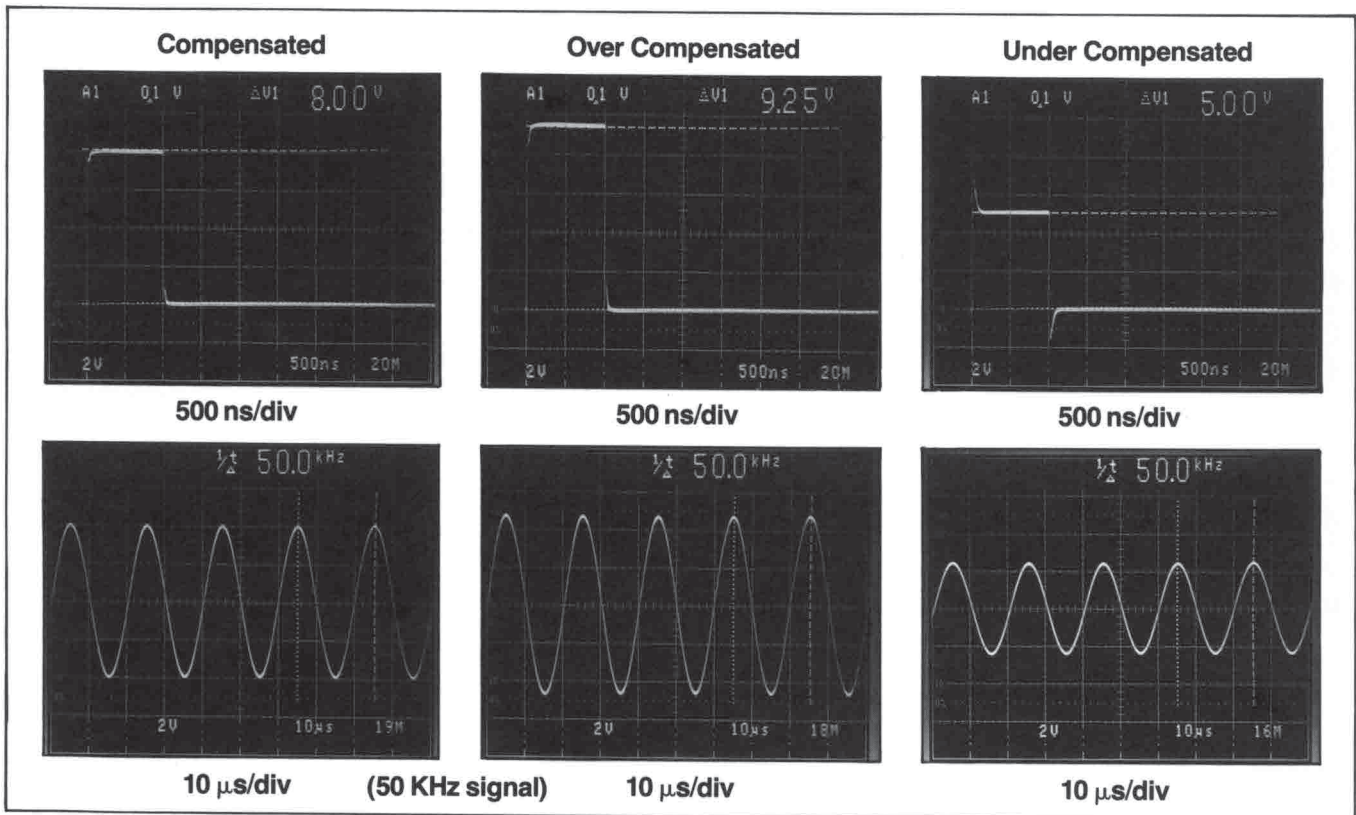 Compensated
Over Compensated
Under Compensated
A1 0.1 V ΔV1 8.00 V
2V 500ns 20M
A1 0.1 V ΔV1 9.25 V
2V 500ns 20M
A1 0.1 V ΔV1 5.00 V
2V 500ns 20M
500 ns/div
500 ns/div
500 ns/div
1/Δt 50.0 kHz
2V 10µs 19M
1/Δt 50.0 kHz
2V 10µs 18M
1/Δt 50.0 kHz
2V 10µs 16M
10 µs/div
(50 KHz signal)
10 µs/div
10 µs/div